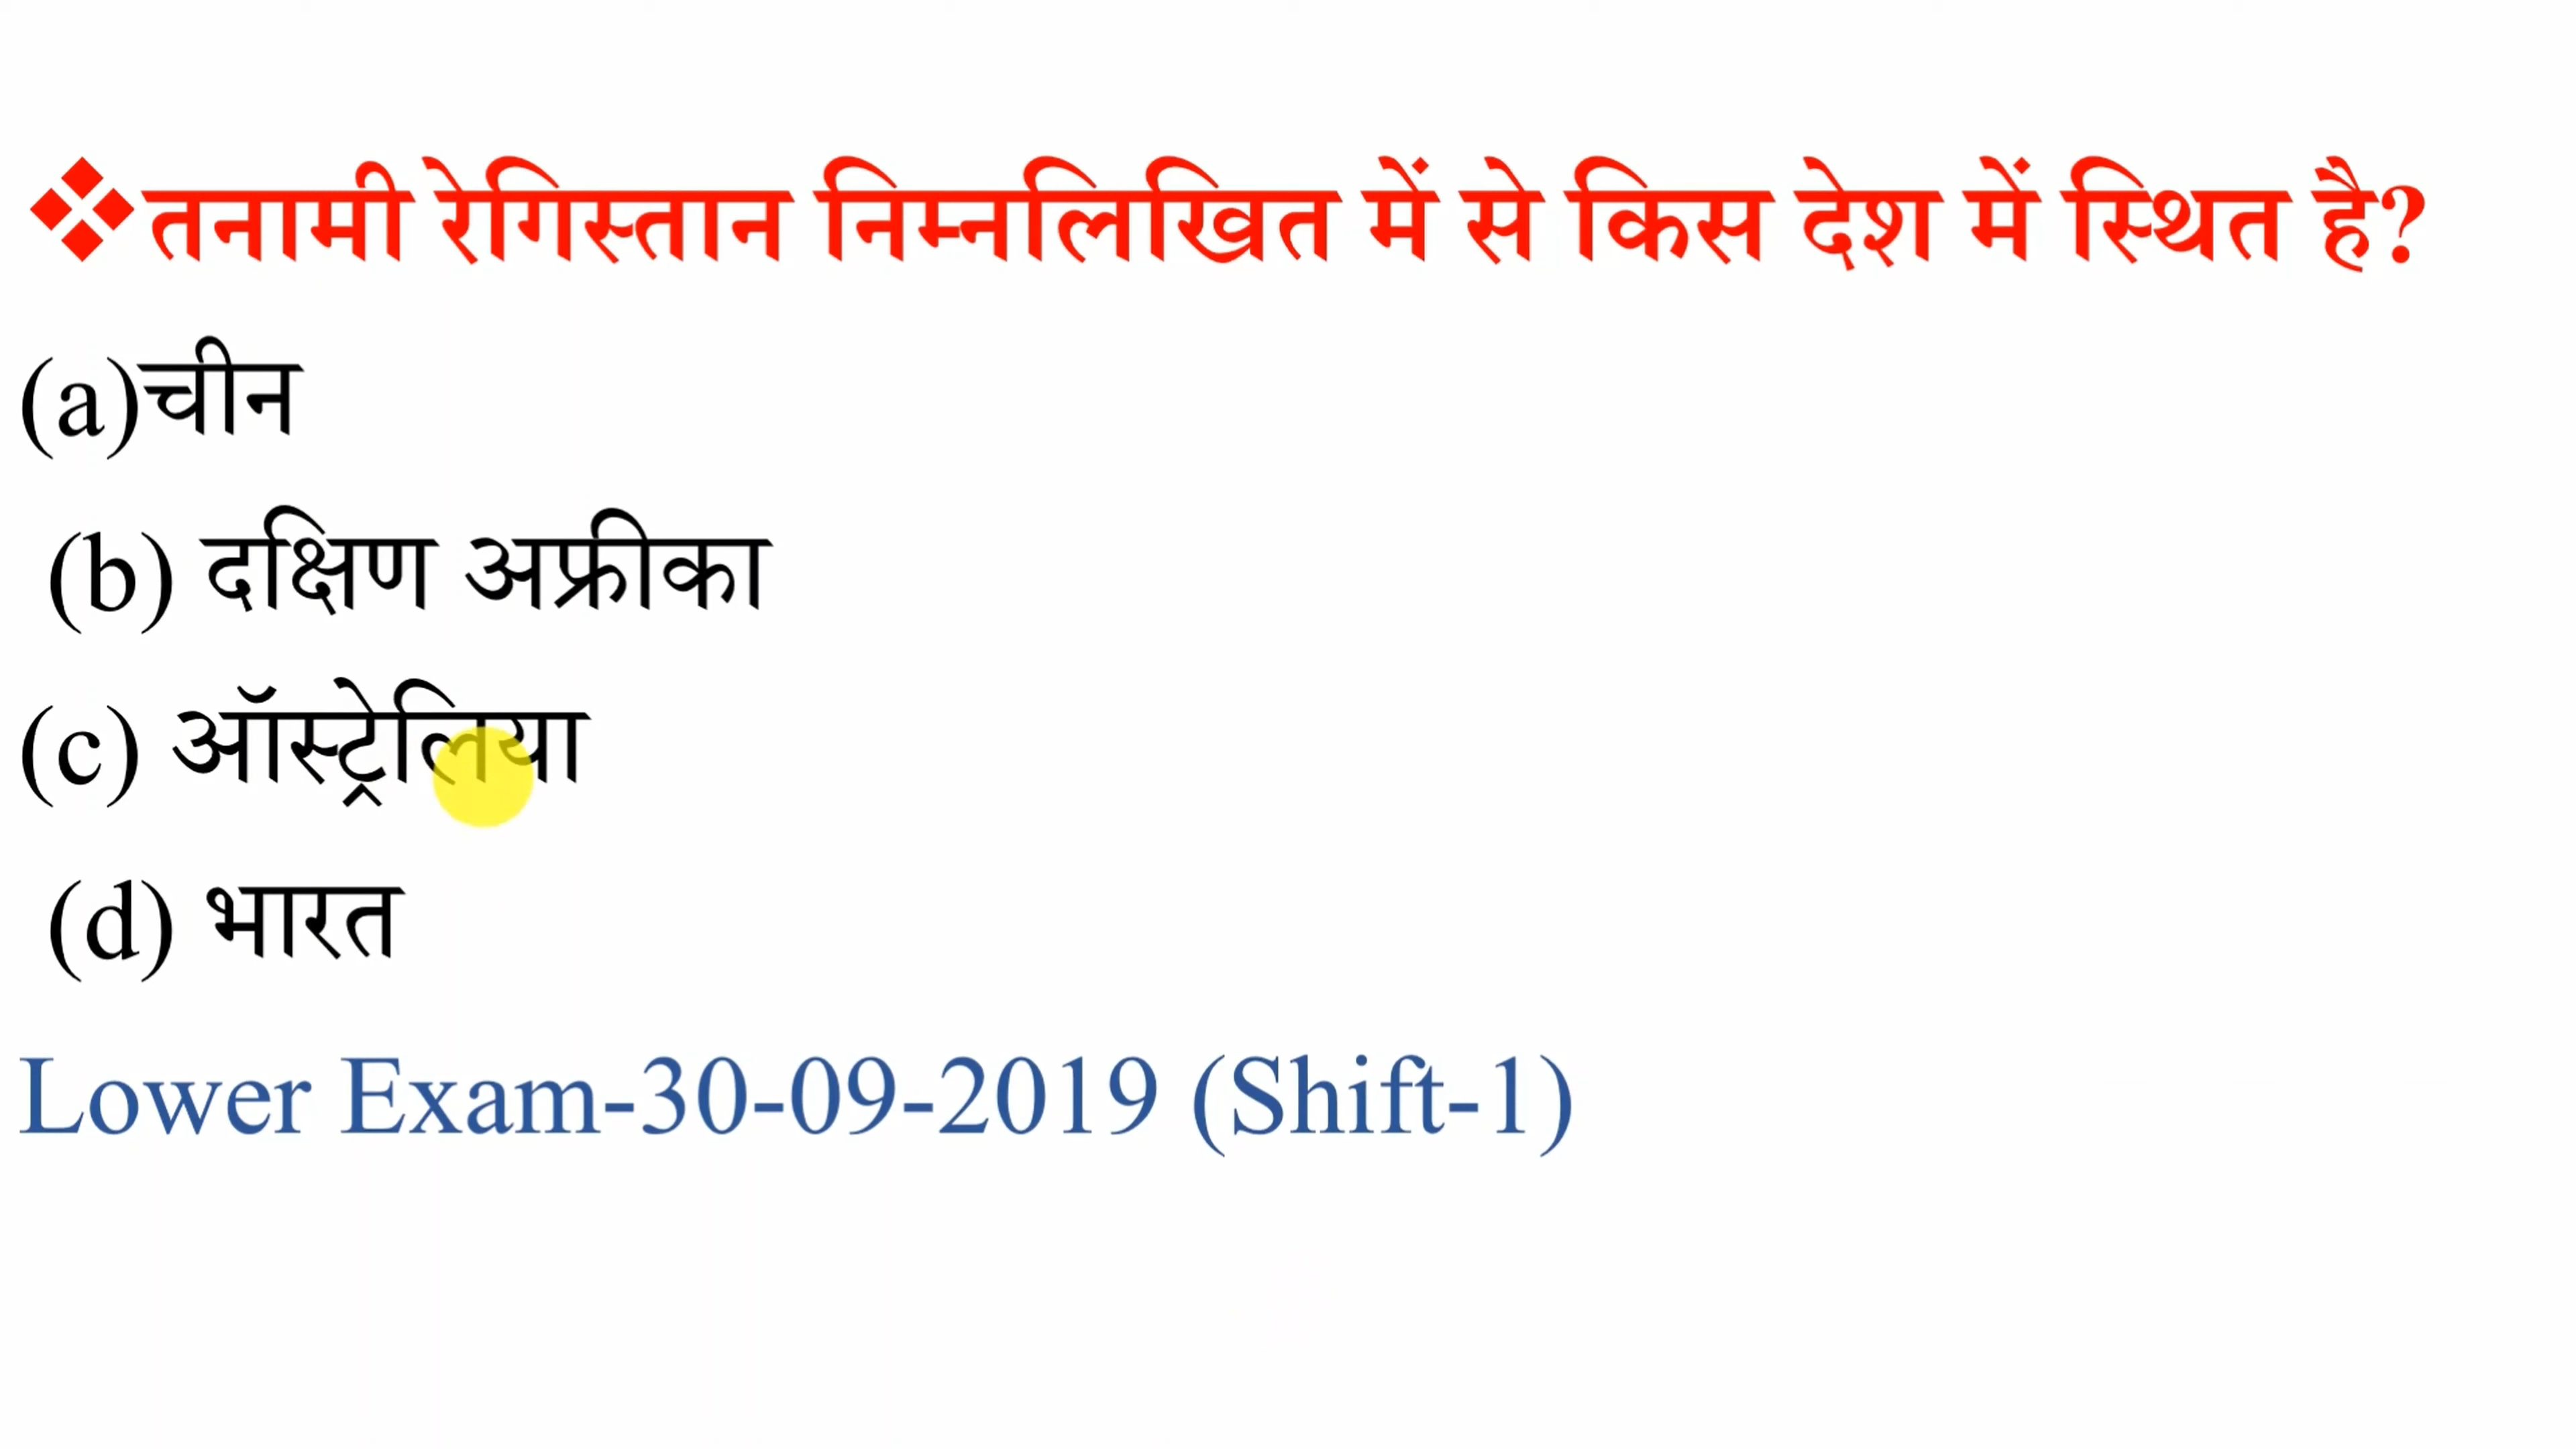 ❖तनामी रेगिस्तान निम्नलिखित में से किस देश में स्थित है?
(a)चीन
(b) दक्षिण अफ्रीका
(c) ऑस्ट्रेलिया
(d) भारत
Lower Exam-30-09-2019 (Shift-1)